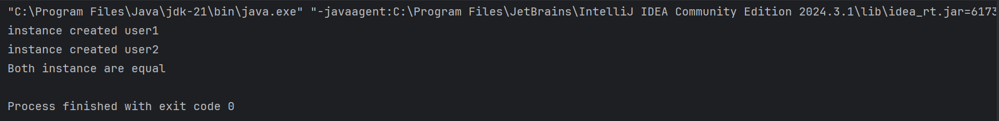 "C:\Program Files\Java\jdk-21\bin\java.exe" "-javaagent:C:\Program Files\JetBrains\IntelliJ IDEA Community Edition 2024.3.1\lib\idea_rt.jar=6173
instance created user1
instance created user2
Both instance are equal
Process finished with exit code 0